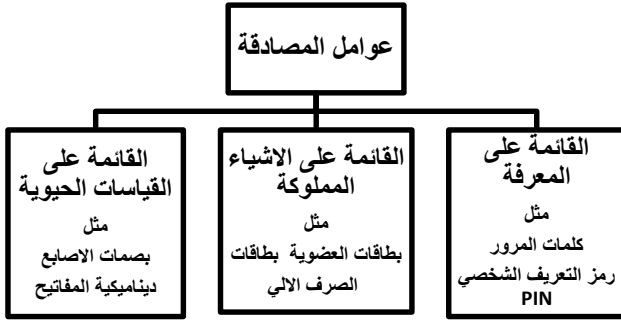 عوامل المصادقة
القائمة على
المعرفة
مثل
كلمات المرور
رمز التعريف الشخصي
PIN
القائمة على الاشياء
المملوكة
مثل
بطاقات العضوية بطاقات
الصرف الالي
القائمة على
القياسات الحيوية
مثل
بصمات الاصابع
ديناميكية المفاتيح